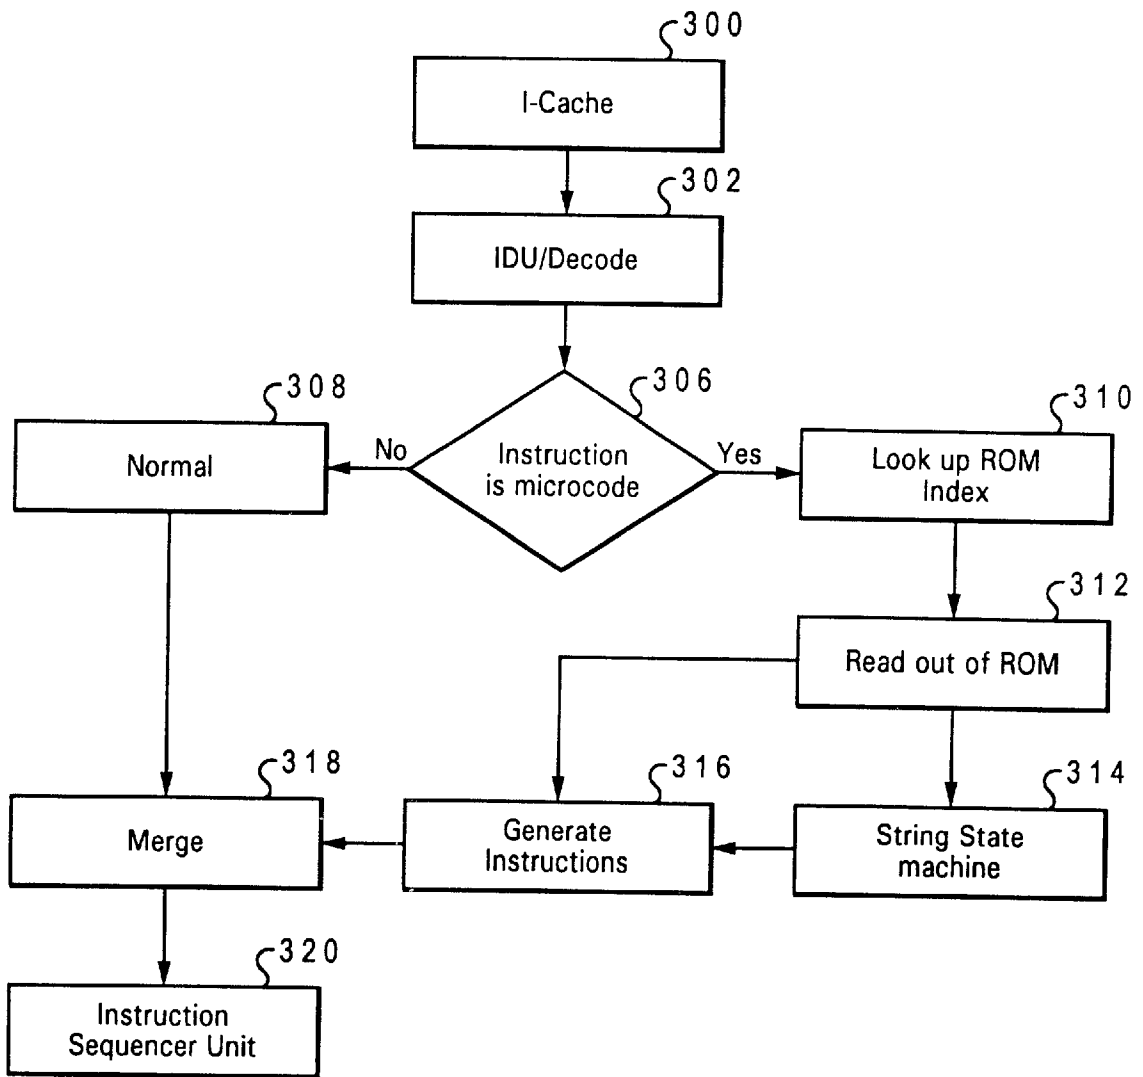 300
I-Cache
302
IDU/Decode
306
308
310
No
Yes
Normal
Instruction
is microcode
Look up ROM
Index
312
Read out of ROM
318
316
314
Merge
Generate
Instructions
String State
machine
320
Instruction
Sequencer Unit